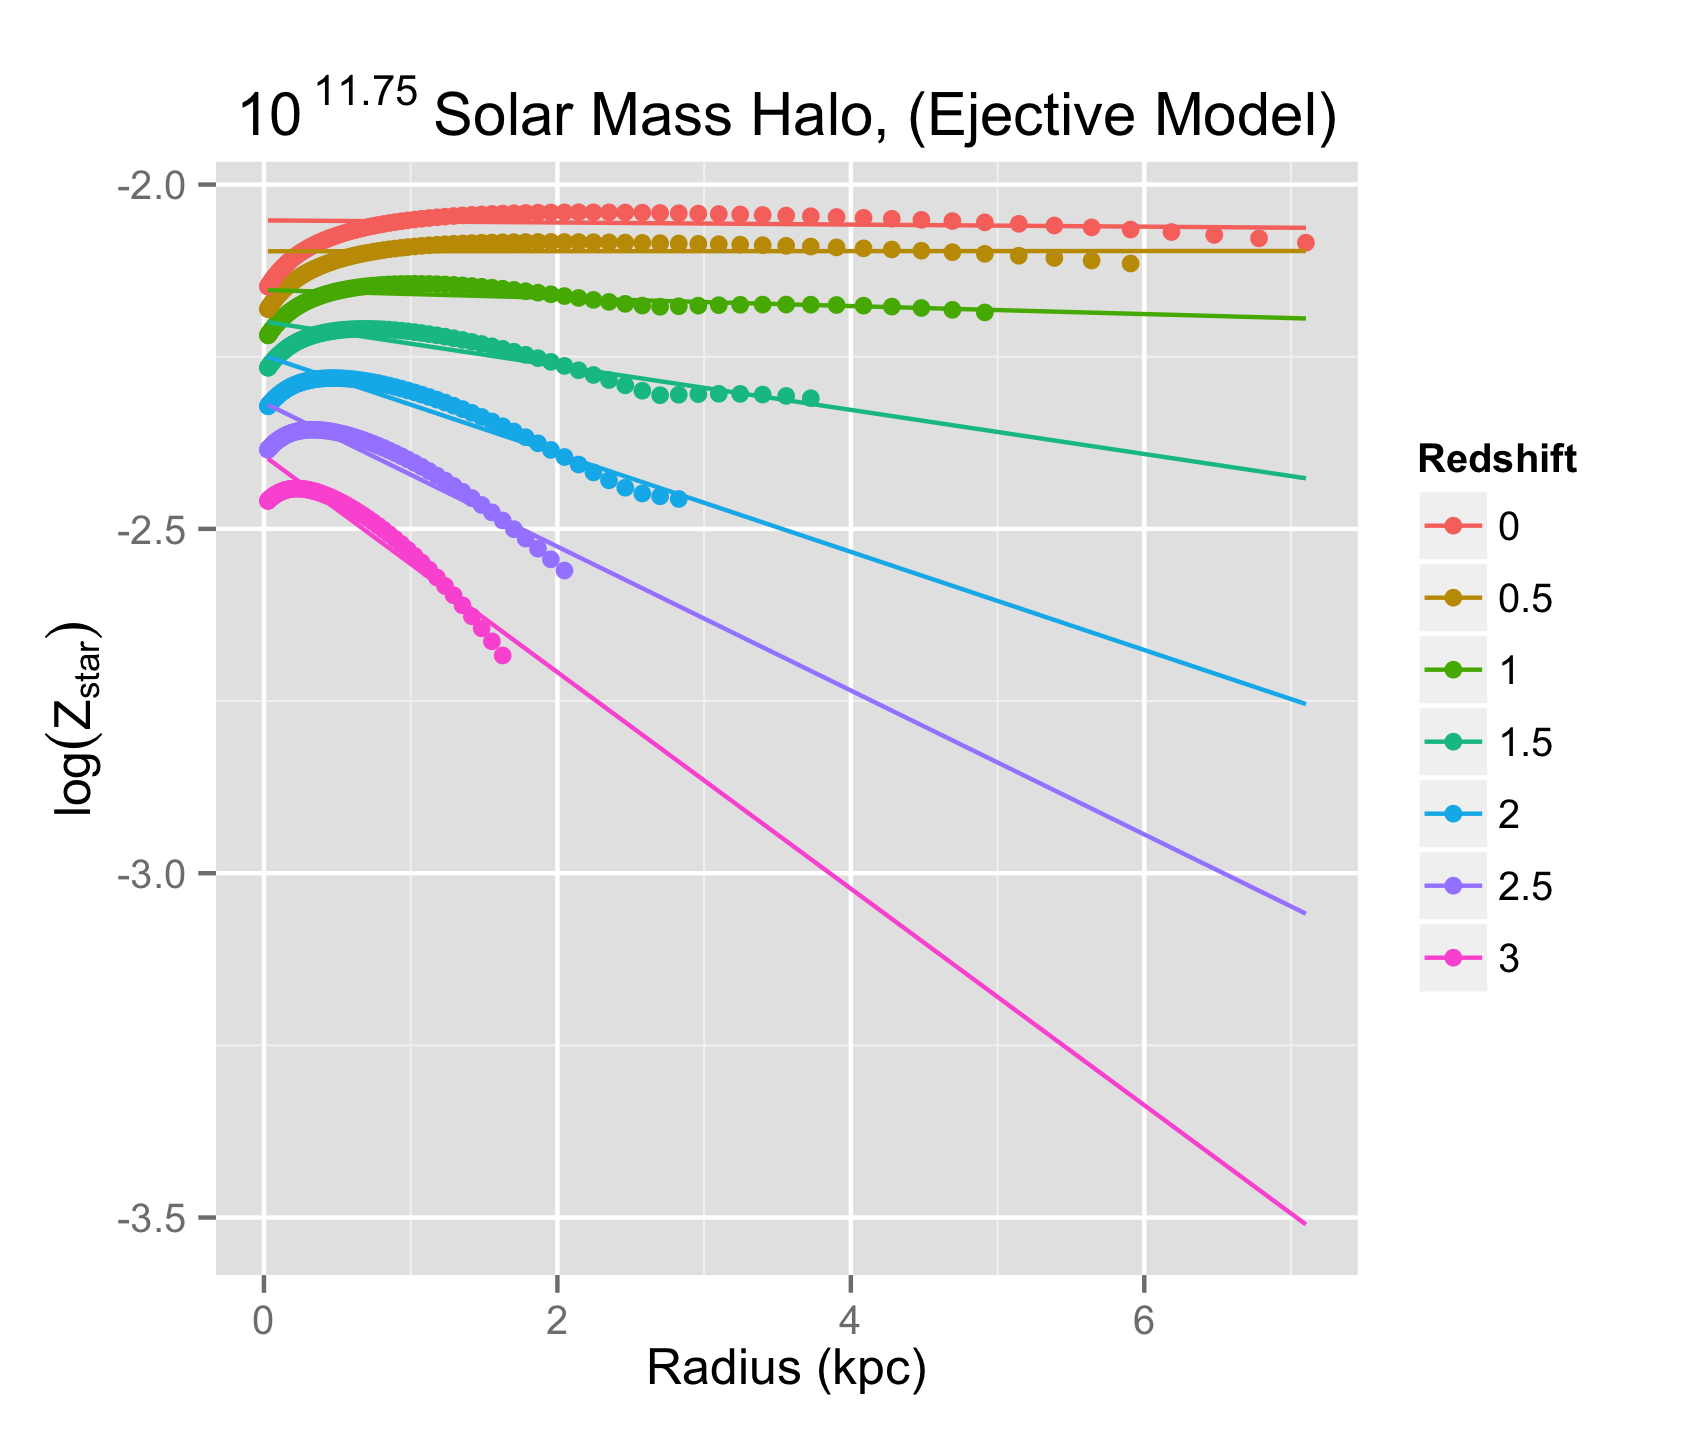 10 11.75 Solar Mass Halo, (Ejective Model)
-2.0
-2.5
-3.0
-3.5
log(Zstar)
0 2 4 6
Radius (kpc)
Redshift
0
0.5
1
1.5
2
2.5
3